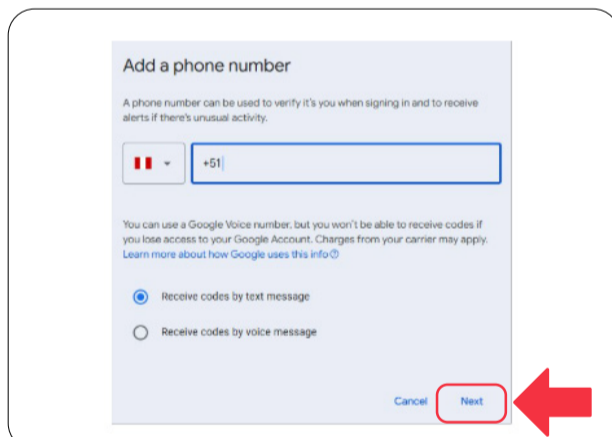 Add a phone number
A phone number can be used to verify it's you when signing in and to receive
alerts if there's unusual activity.
+51
You can use a Google Voice number, but you won't be able to receive codes if
you lose access to your Google Account. Charges from your carrier may apply.
Learn more about how Google uses this info
Receive codes by text message
Receive codes by voice message
Cancel Next